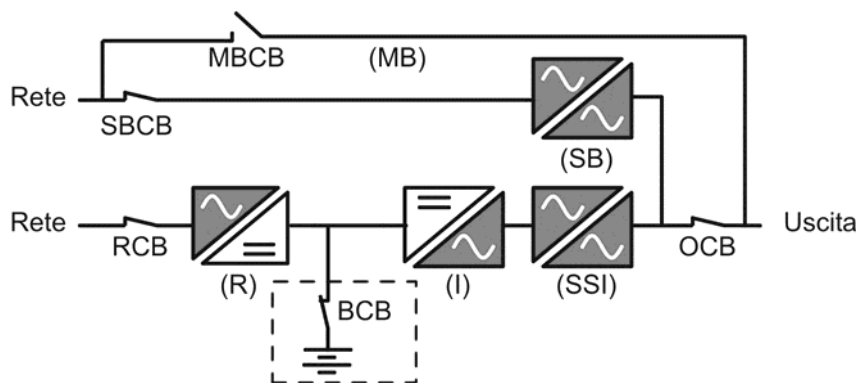 MBCB
(MB)
Rete
SBCB
(SB)
Rete
RCB
(R)
(I)
(SSI)
OCB
Uscita
BCB